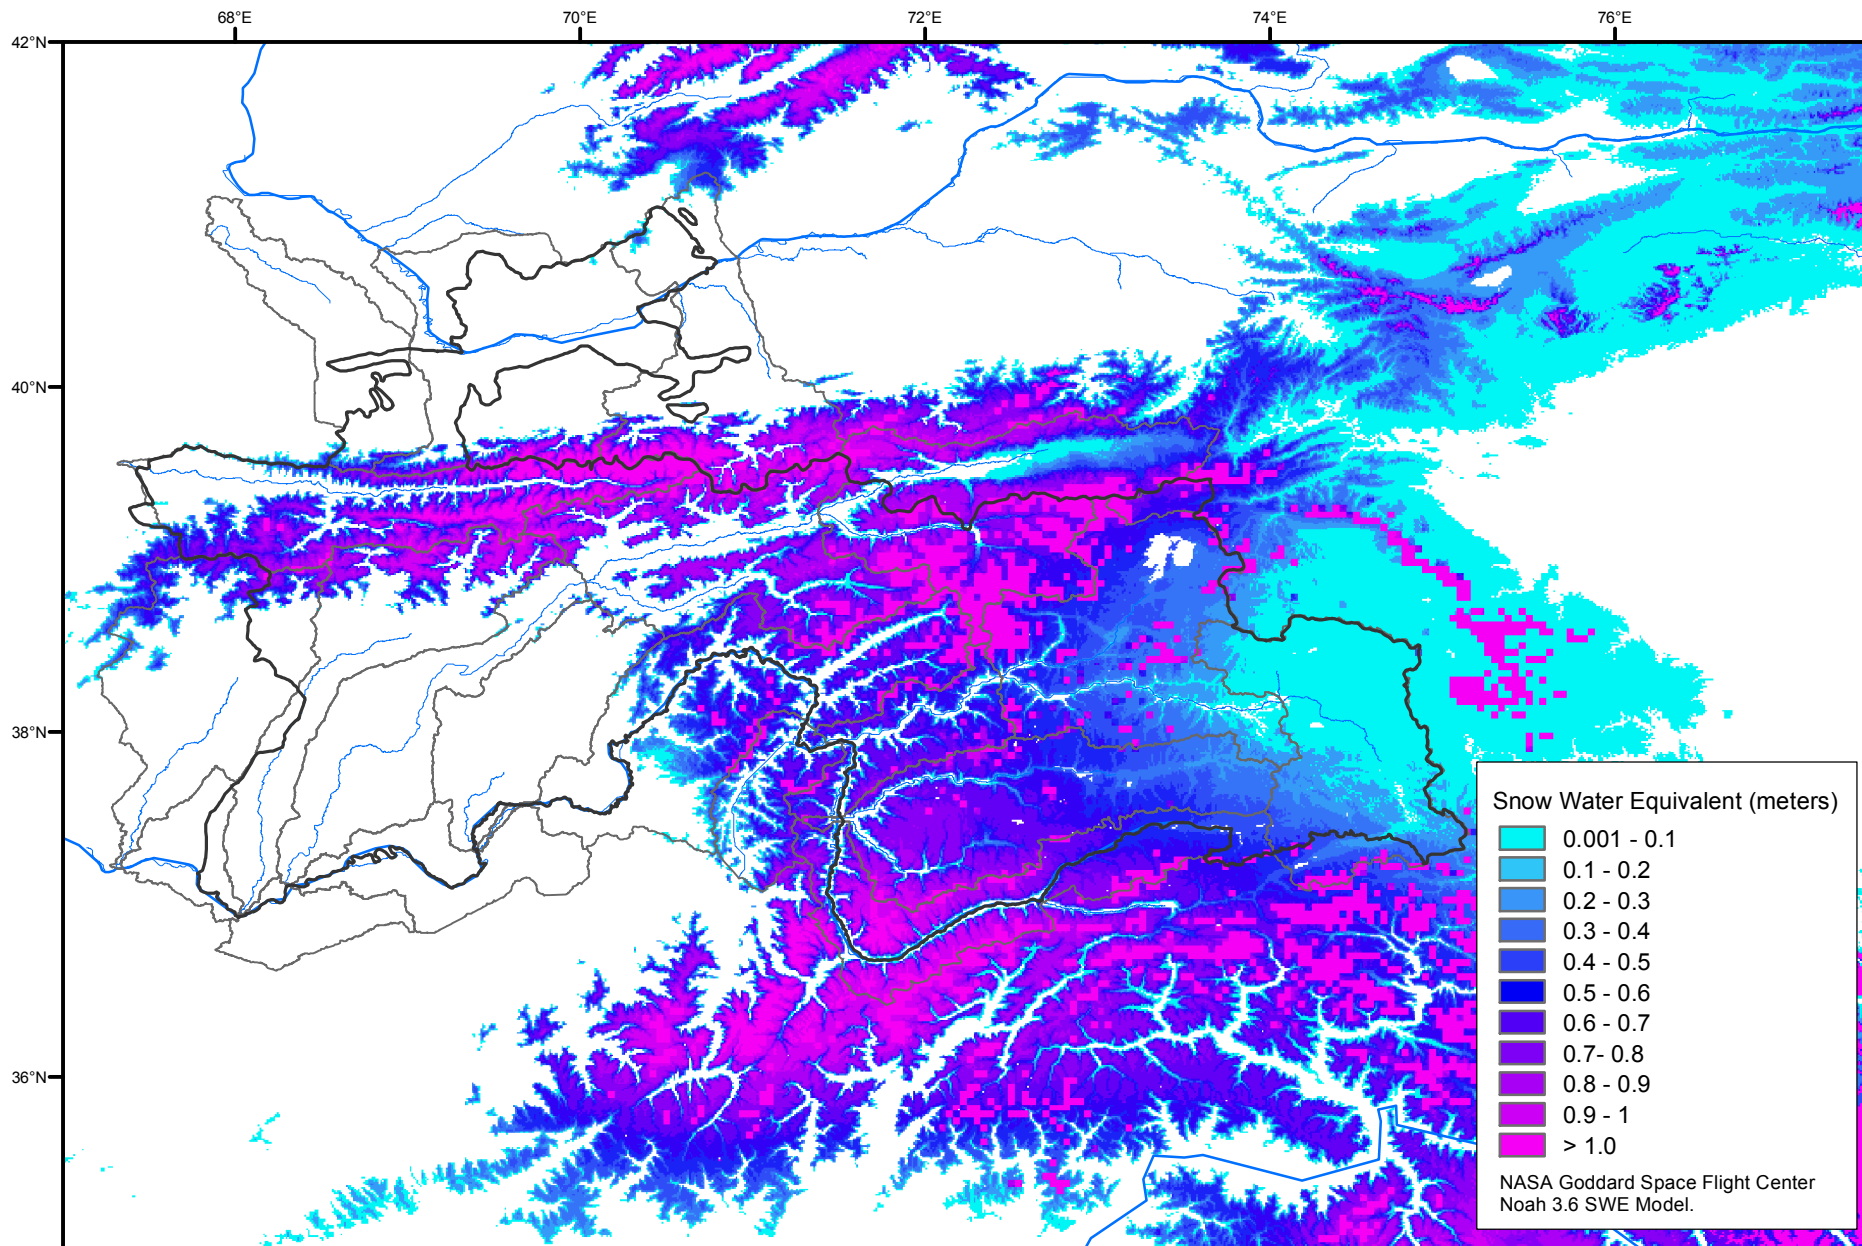 68°E 70°E 72°E 74°E 76°E
42°N
40°N
38°N
36°N
Snow Water Equivalent (meters)
0.001 - 0.1
0.1 - 0.2
0.2 - 0.3
0.3 - 0.4
0.4 - 0.5
0.5 - 0.6
0.6 - 0.7
0.7- 0.8
0.8 - 0.9
0.9 - 1
> 1.0
NASA Goddard Space Flight Center
Noah 3.6 SWE Model.